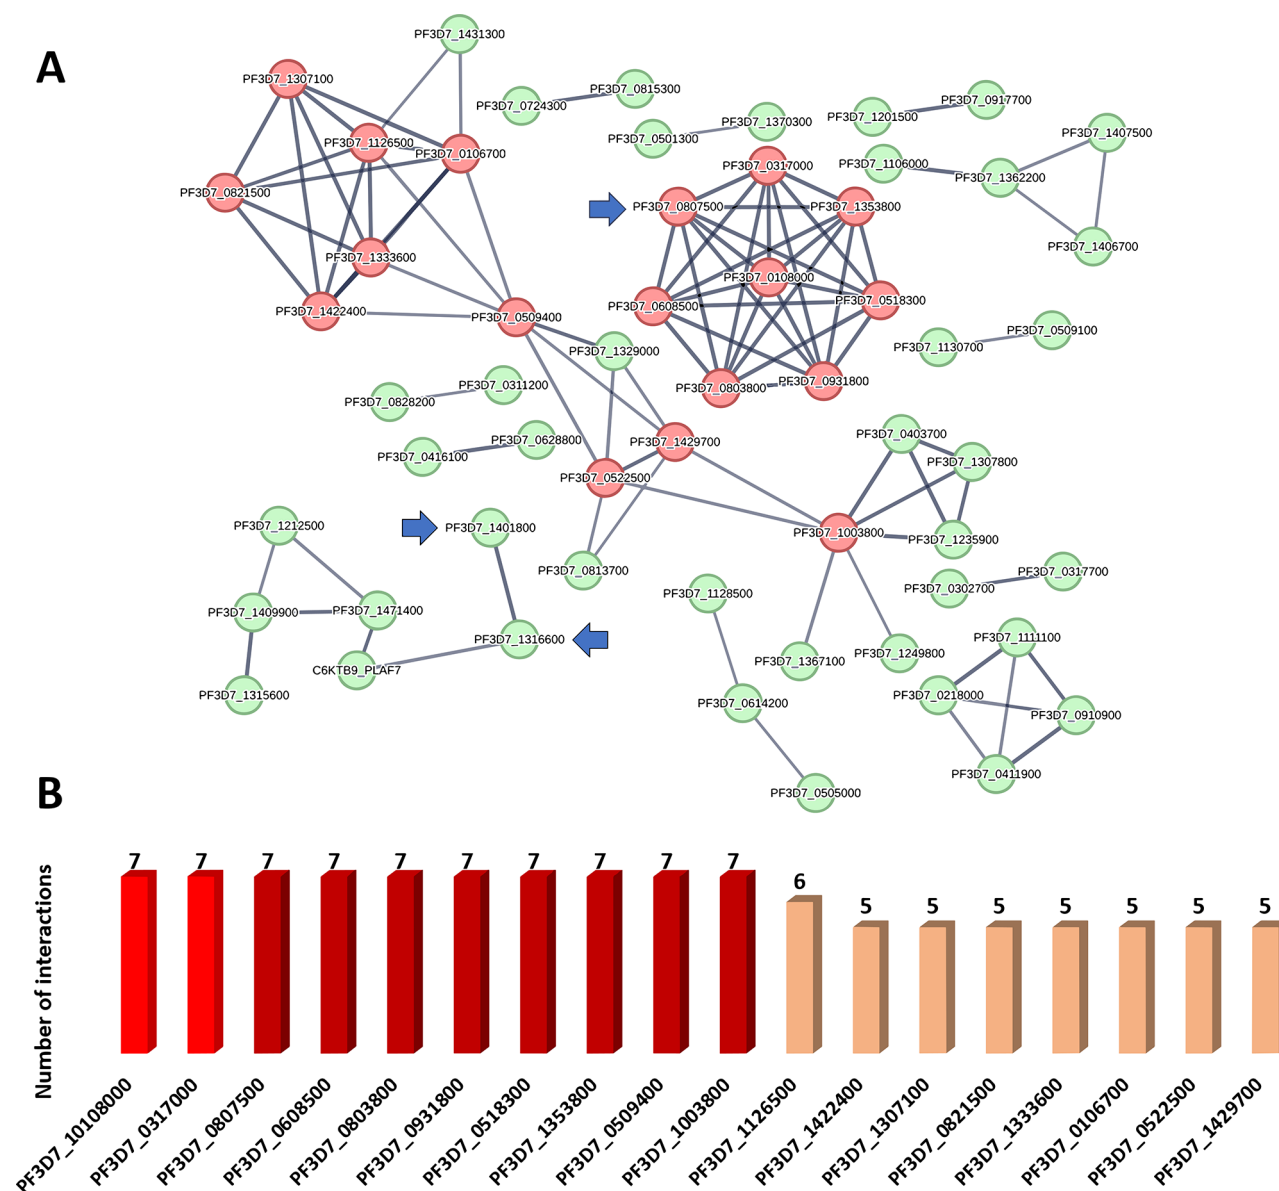 A
PF3D7_1431300
PF3D7_1307100
PF3D7_0815300
PF3D7_0724300
PF3D7_0917700
PF3D7_1201500
PF3D7_1370300
PF3D7_0501300
PF3D7_1407500
PF3D7_1126500
PF3D7_0106700
PF3D7_0317000
PF3D7_1106000
PF3D7_1362200
PF3D7_0821500
PF3D7_0807500
PF3D7_1353800
PF3D7_1406700
PF3D7_1333600
PF3D7_0108000
PF3D7_0608500
PF3D7_0518300
PF3D7_1422400
PF3D7_0509400
PF3D7_0509100
PF3D7_1130700
PF3D7_1329000
PF3D7_0311200
PF3D7_0828200
PF3D7_0803800
PF3D7_0931800
PF3D7_0628800
PF3D7_0416100
PF3D7_1429700
PF3D7_0403700
PF3D7_1307800
PF3D7_0522500
PF3D7_1212500
PF3D7_1401800
PF3D7_1003800
PF3D7_1235900
PF3D7_0813700
PF3D7_0317700
PF3D7_0302700
PF3D7_1128500
PF3D7_1409900
PF3D7_1471400
PF3D7_1316600
PF3D7_1111100
PF3D7_1367100
PF3D7_1249800
C6KTB9_PLAF7
PF3D7_1315600
PF3D7_0614200
PF3D7_0218000
PF3D7_0910900
PF3D7_0411900
PF3D7_0505000
B
Number of interactions
7
7
7
7
7
7
7
7
7
7
6
5
5
5
5
5
5
5
PF3D7_10108000
PF3D7_0317000
PF3D7_0807500
PF3D7_0608500
PF3D7_0803800
PF3D7_0931800
PF3D7_0518300
PF3D7_1353800
PF3D7_0509400
PF3D7_1003800
PF3D7_1126500
PF3D7_1422400
PF3D7_1307100
PF3D7_0821500
PF3D7_1333600
PF3D7_0106700
PF3D7_0522500
PF3D7_1429700